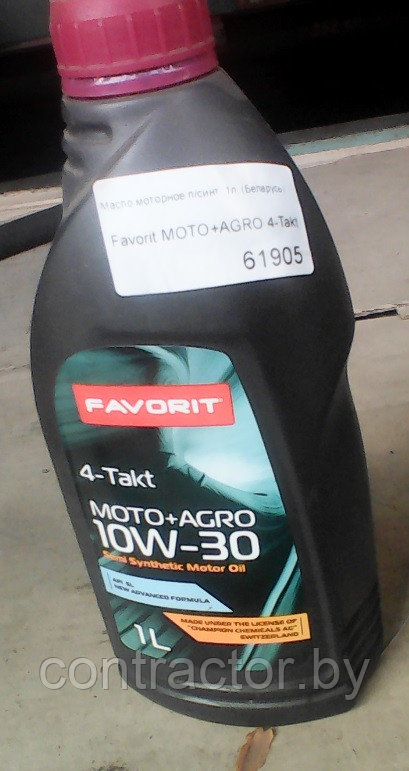 Масло моторное п/синт. 1л (Беларусь)
Favorit MOTO+AGRO 4-Takt
61905
FAVORIT
4-Takt
MOTO+AGRO
10W-30
Semi Synthetic Motor Oil
API SL
NEW ADVANCED FORMULA
1L
MADE UNDER THE LICENSE OF
"CHAMPION CHEMICALS AG"
SWITZERLAND
contractor.by